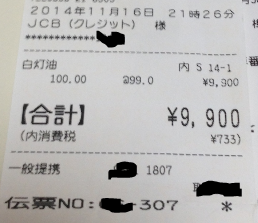 2014年11月16日 21時26分
JCB(クレジット) 様
***************
白灯油 内 S 14-1
100.00 @99.0 ¥9,900
【合計】 ¥9,900
(内消費税 ¥733)
一般提携 1807
伝票NO: -307 *